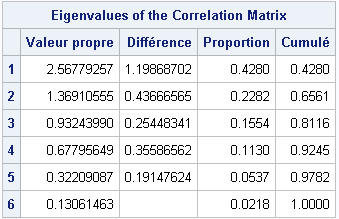 Eigenvalues of the Correlation Matrix
Valeur propre Différence Proportion Cumulé
1 2.56779257 1.19868702 0.4280 0.4280
2 1.36910555 0.43666565 0.2282 0.6561
3 0.93243990 0.25448341 0.1554 0.8116
4 0.67795649 0.35586562 0.1130 0.9245
5 0.32209087 0.19147624 0.0537 0.9782
6 0.13061463 0.0218 1.0000